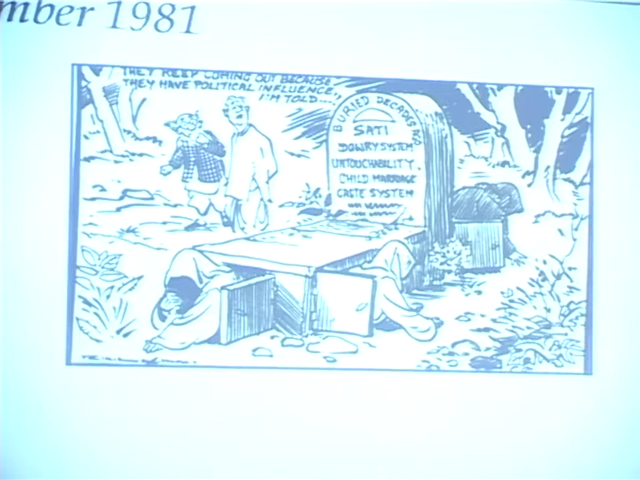 mber 1981
THEY KEEP COMING OUT BECAUSE
THEY HAVE POLITICAL INFLUENCE,
I'M TOLD....
BURIED DECADES AGO
SATI
DOWRY SYSTEM
UNTOUCHABILITY.
CHILD MARRIAGE
CASTE SYSTEM